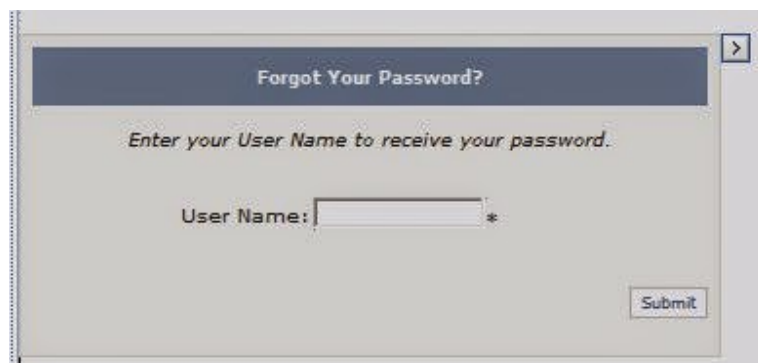 Forgot Your Password?
Enter your User Name to receive your password.
User Name: *
Submit